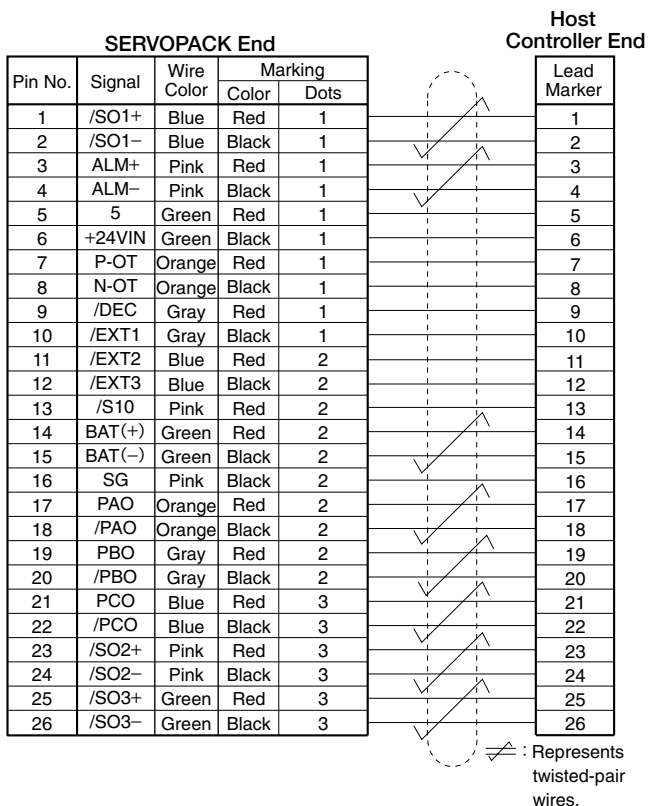 SERVOPACK End
Host
Controller End
Pin No. Signal Wire Color Marking Lead Marker
Color Dots
1 /SO1+ Blue Red 1 1
2 /SO1− Blue Black 1 2
3 ALM+ Pink Red 1 3
4 ALM− Pink Black 1 4
5 5 Green Red 1 5
6 +24VIN Green Black 1 6
7 P-OT Orange Red 1 7
8 N-OT Orange Black 1 8
9 /DEC Gray Red 1 9
10 /EXT1 Gray Black 1 10
11 /EXT2 Blue Red 2 11
12 /EXT3 Blue Black 2 12
13 /S10 Pink Red 2 13
14 BAT(+) Green Red 2 14
15 BAT(−) Green Black 2 15
16 SG Pink Black 2 16
17 PAO Orange Red 2 17
18 /PAO Orange Black 2 18
19 PBO Gray Red 2 19
20 /PBO Gray Black 2 20
21 PCO Blue Red 3 21
22 /PCO Blue Black 3 22
23 /SO2+ Pink Red 3 23
24 /SO2− Pink Black 3 24
25 /SO3+ Green Red 3 25
26 /SO3− Green Black 3 26
: Represents
twisted-pair
wires.